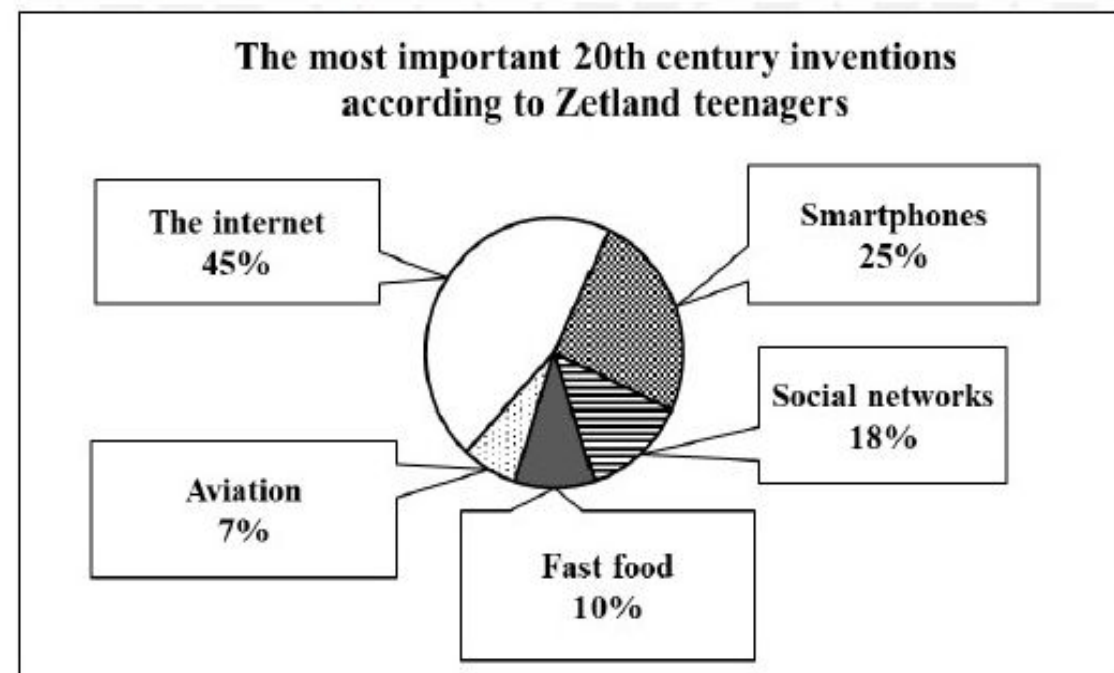 The most important 20th century inventions
according to Zetland teenagers
The internet
45%
Smartphones
25%
Social networks
18%
Aviation
7%
Fast food
10%